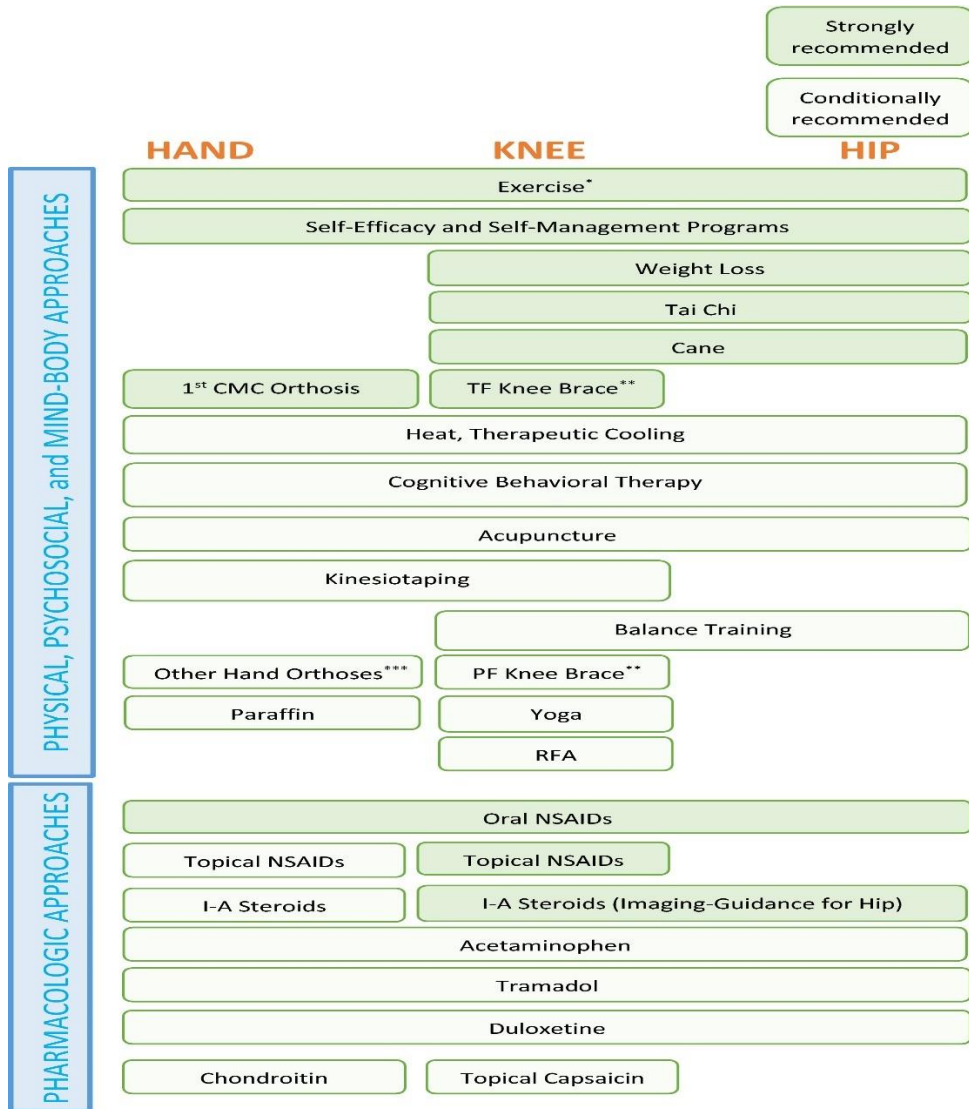 Strongly
recommended
Conditionally
recommended
HAND KNEE HIP
PHYSICAL, PSYCHOSOCIAL, and MIND-BODY APPROACHES
Exercise*
Self-Efficacy and Self-Management Programs
Weight Loss
Tai Chi
Cane
1st CMC Orthosis TF Knee Brace**
Heat, Therapeutic Cooling
Cognitive Behavioral Therapy
Acupuncture
Kinesiotaping
Balance Training
Other Hand Orthoses*** PF Knee Brace**
Paraffin Yoga
RFA
PHARMACOLOGIC APPROACHES
Oral NSAIDs
Topical NSAIDs Topical NSAIDs
I-A Steroids I-A Steroids (Imaging-Guidance for Hip)
Acetaminophen
Tramadol
Duloxetine
Chondroitin Topical Capsaicin